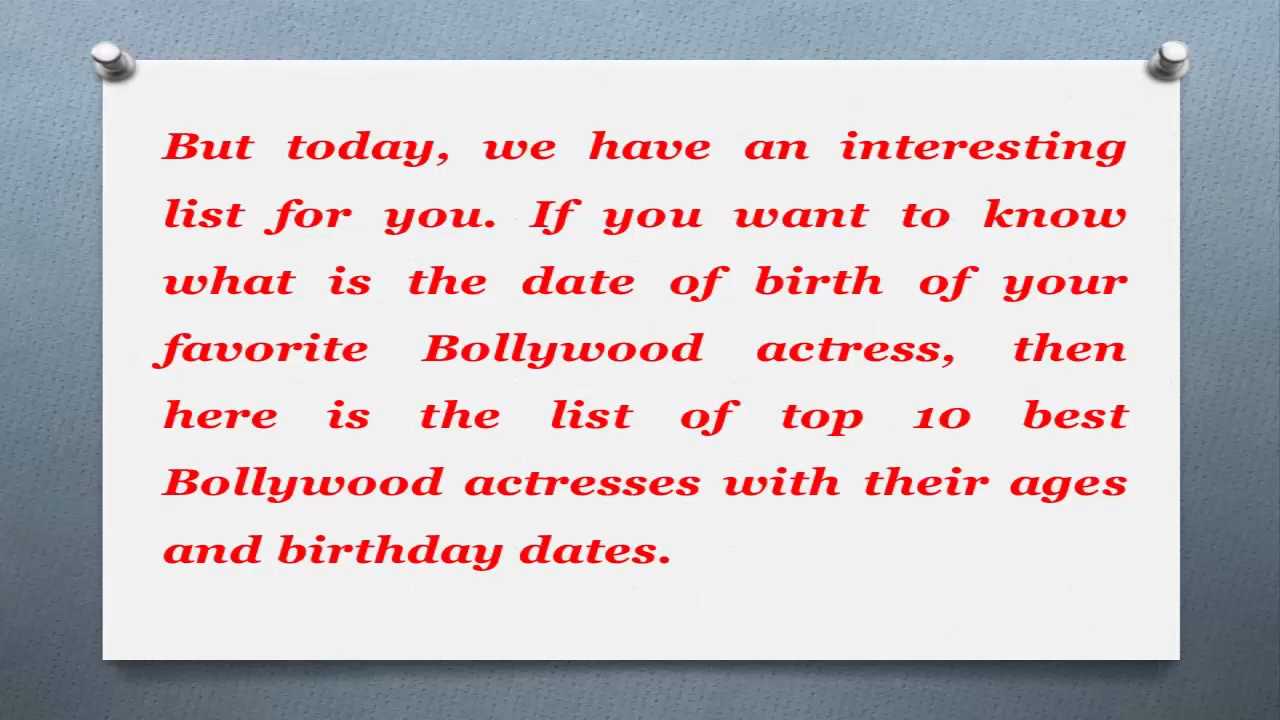 But today, we have an interesting
list for you. If you want to know
what is the date of birth of your
favorite Bollywood actress, then
here is the list of top 10 best
Bollywood actresses with their ages
and birthday dates.